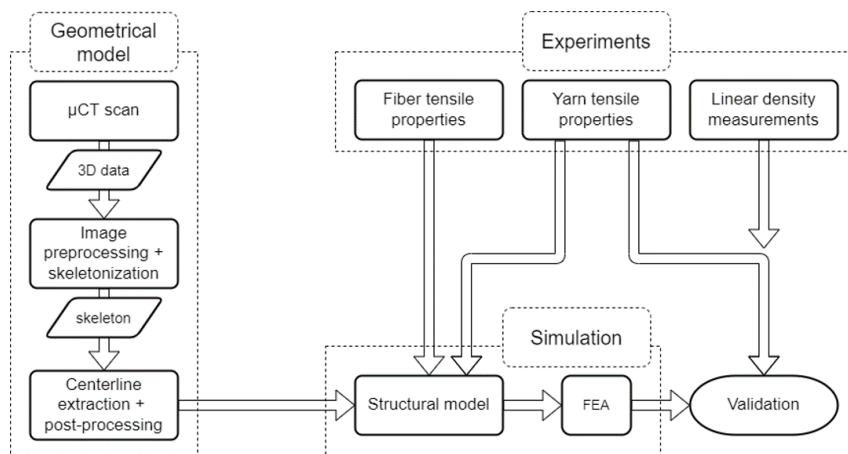 Geometrical
model
µCT scan
3D data
Image
preprocessing +
skeletonization
skeleton
Centerline
extraction +
post-processing
Experiments
Fiber tensile
properties
Yarn tensile
properties
Linear density
measurements
Simulation
Structural model
FEA
Validation